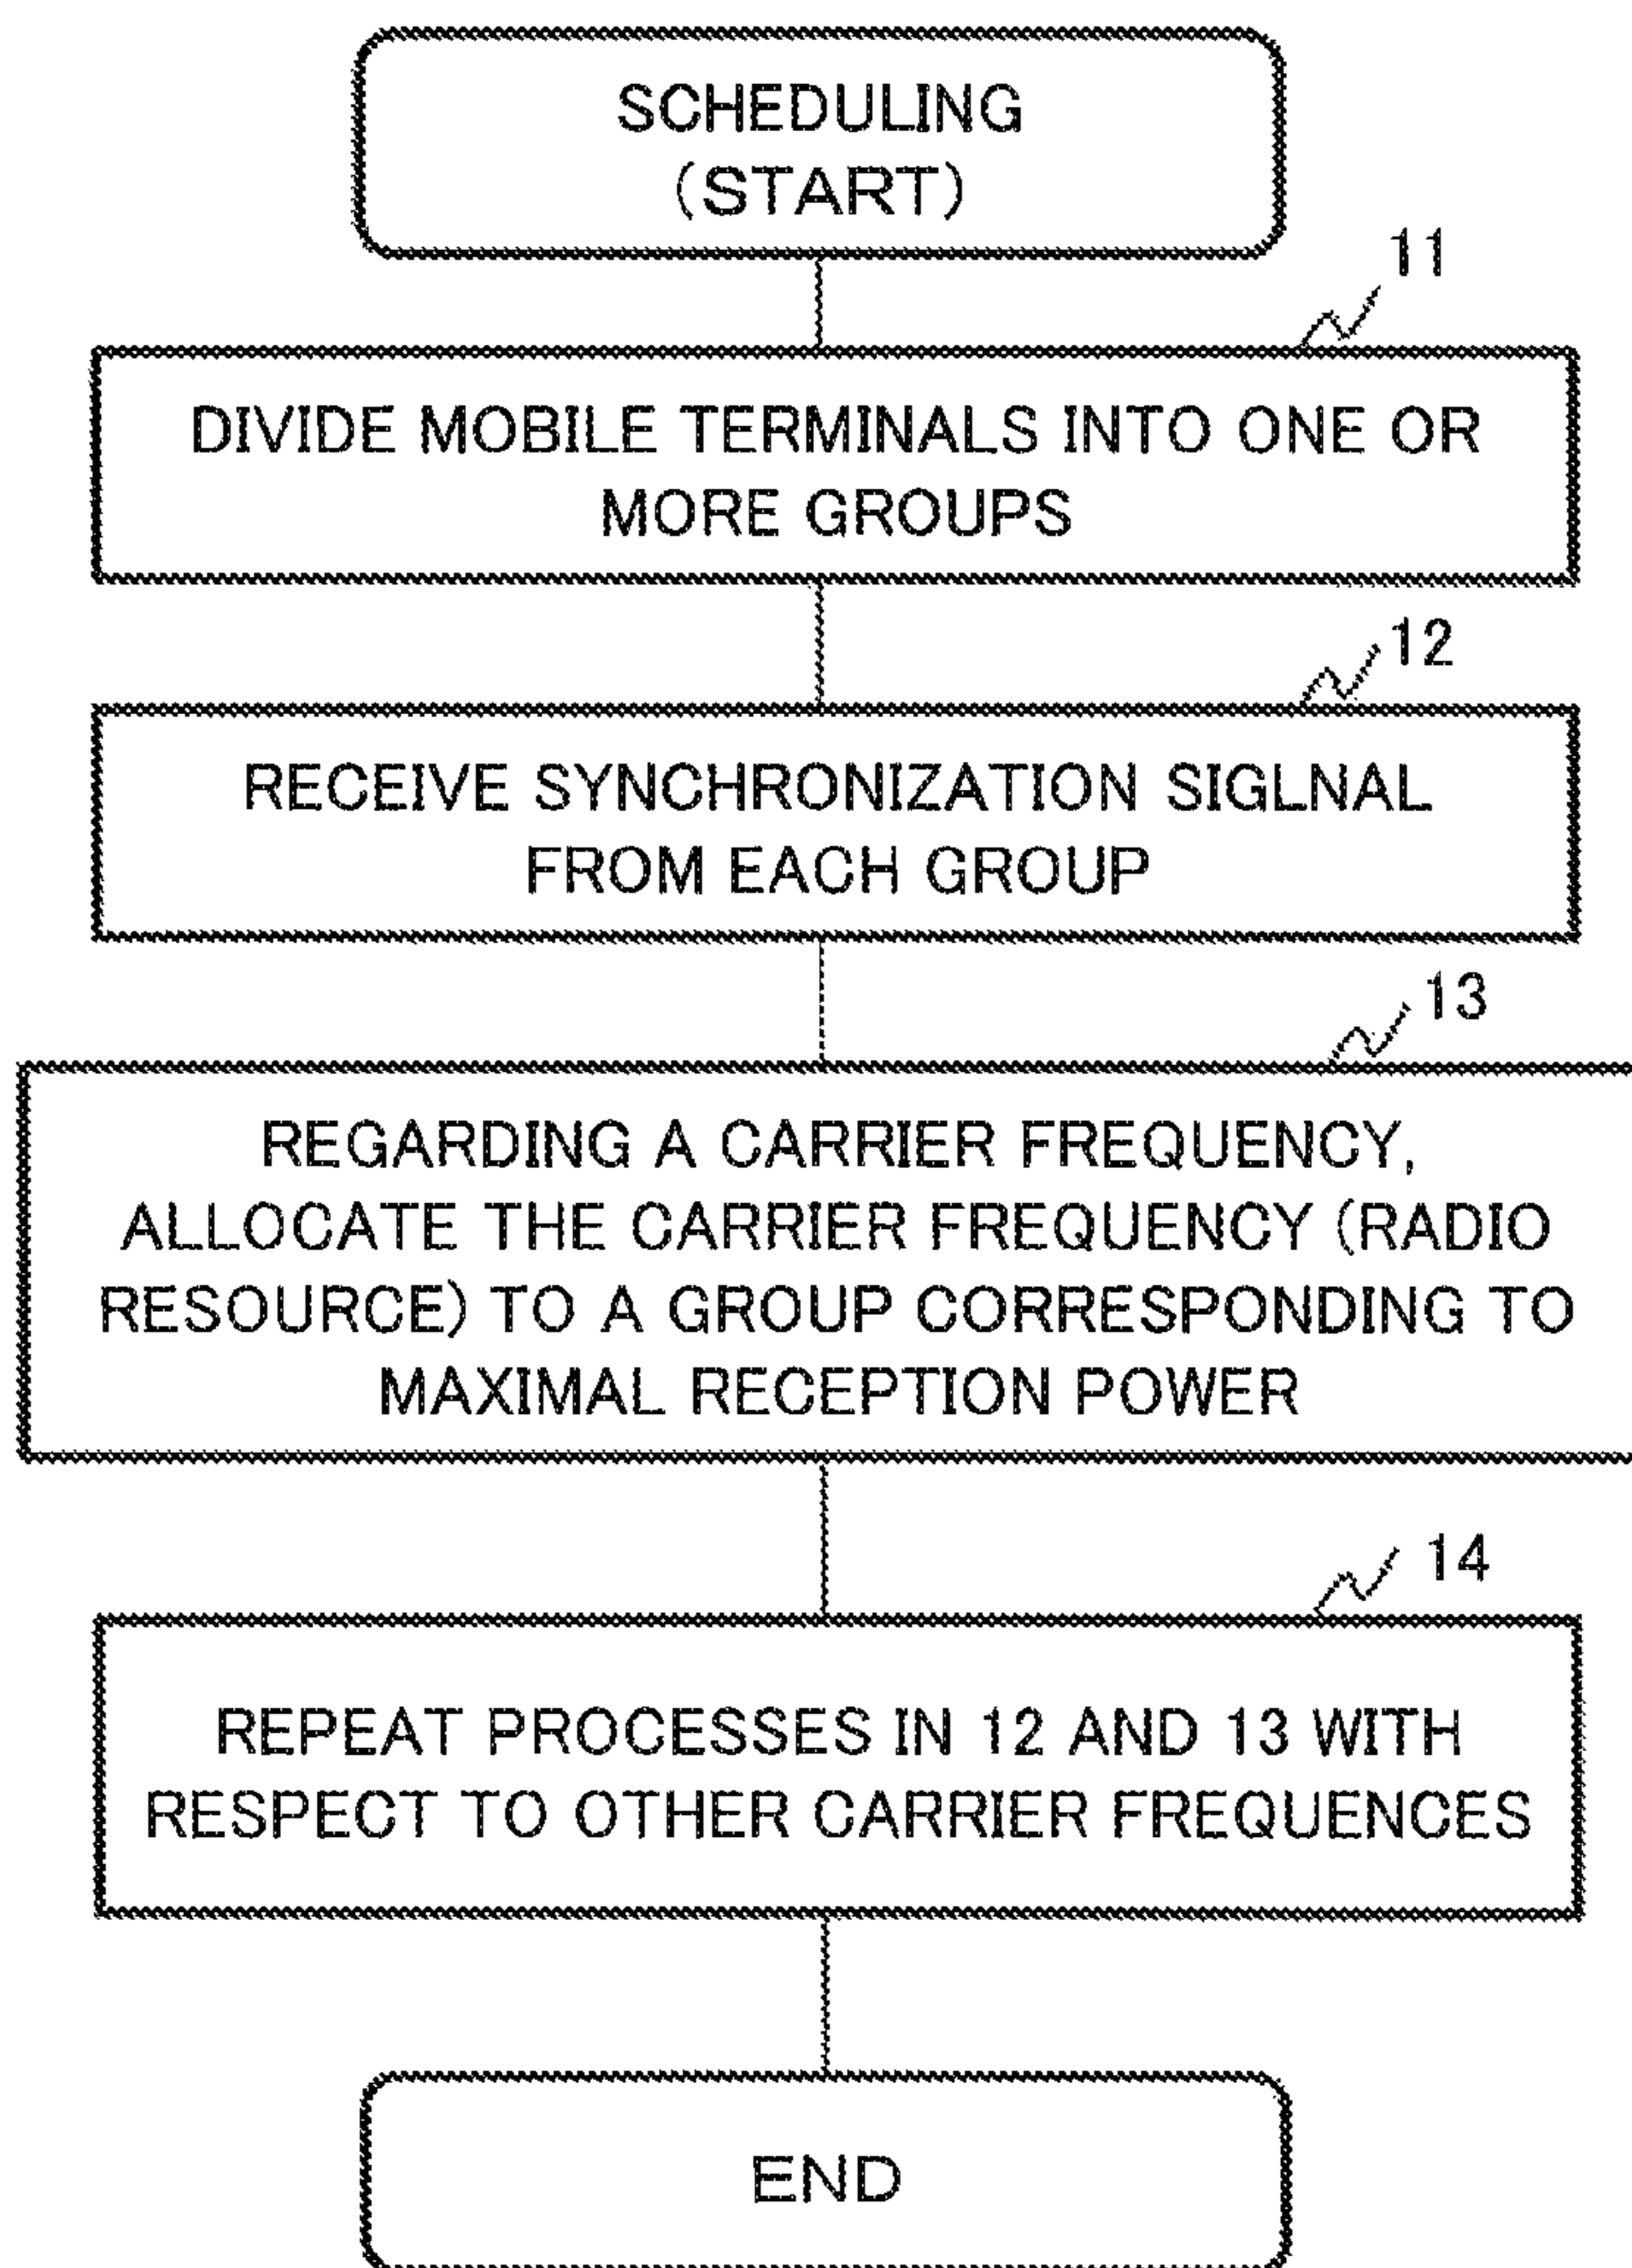 SCHEDULING
(START)
11
DIVIDE MOBILE TERMINALS INTO ONE OR
MORE GROUPS
12
RECEIVE SYNCHRONIZATION SIGLNAL
FROM EACH GROUP
13
REGARDING A CARRIER FREQUENCY,
ALLOCATE THE CARRIER FREQUENCY (RADIO
RESOURCE) TO A GROUP CORRESPONDING TO
MAXIMAL RECEPTION POWER
14
REPEAT PROCESSES IN 12 AND 13 WITH
RESPECT TO OTHER CARRIER FREQUENCES
END